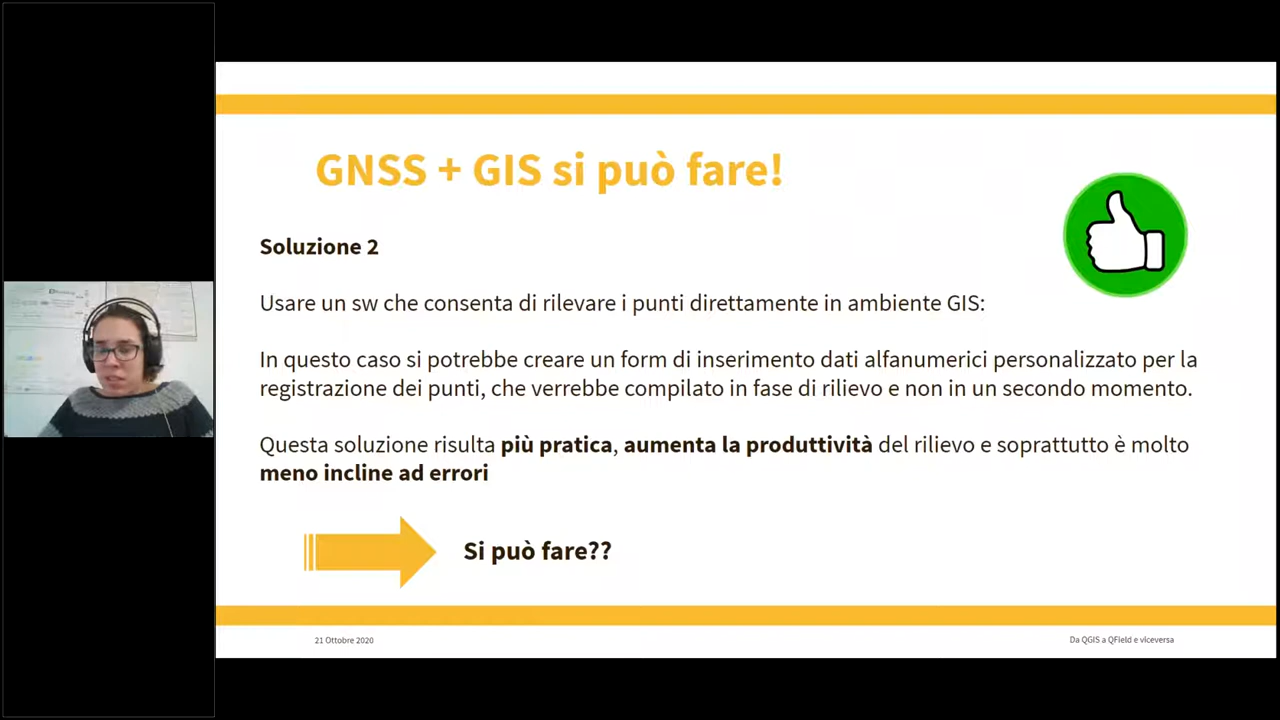 GNSS + GIS si può fare!
Soluzione 2
Usare un sw che consenta di rilevare i punti direttamente in ambiente GIS:
In questo caso si potrebbe creare un form di inserimento dati alfanumerici personalizzato per la
registrazione dei punti, che verrebbe compilato in fase di rilievo e non in un secondo momento.
Questa soluzione risulta più pratica, aumenta la produttività del rilievo e soprattutto è molto
meno incline ad errori
Si può fare??
21 Ottobre 2020
Da QGIS a QField e viceversa